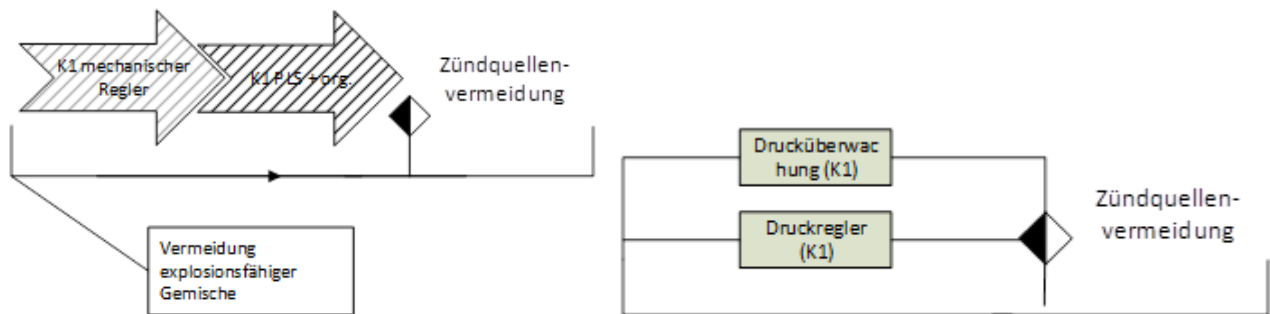 K1 mechanischer
Regler
K1 PLS + org.
Zündquellen-
vermeidung
Vermeidung
explosionsfähiger
Gemische
Drucküberwac
hung (K1)
Druckregler
(K1)
Zündquellen-
vermeidung